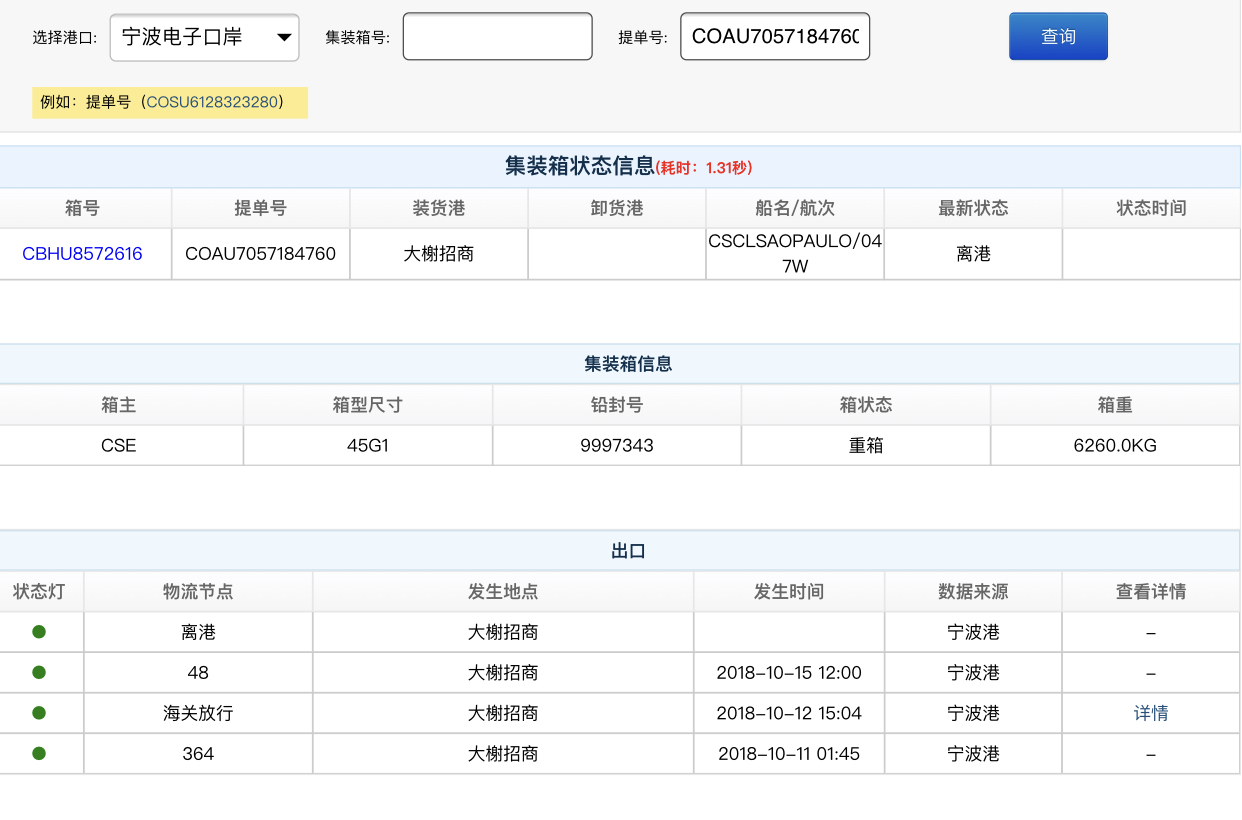 选择港口: 宁波电子口岸 集装箱号: 提单号: COAU7057184760 查询
例如：提单号（COSU6128323280）
集装箱状态信息(耗时：1.31秒)
箱号 提单号 装货港 卸货港 船名/航次 最新状态 状态时间
CBHU8572616 COAU7057184760 大榭招商 CSCLSAOPAULO/04 离港
7W
集装箱信息
箱主 箱型尺寸 铅封号 箱状态 箱重
CSE 45G1 9997343 重箱 6260.0KG
出口
状态灯 物流节点 发生地点 发生时间 数据来源 查看详情
离港 大榭招商 宁波港 –
48 大榭招商 2018–10–15 12:00 宁波港 –
海关放行 大榭招商 2018–10–12 15:04 宁波港 详情
364 大榭招商 2018–10–11 01:45 宁波港 –